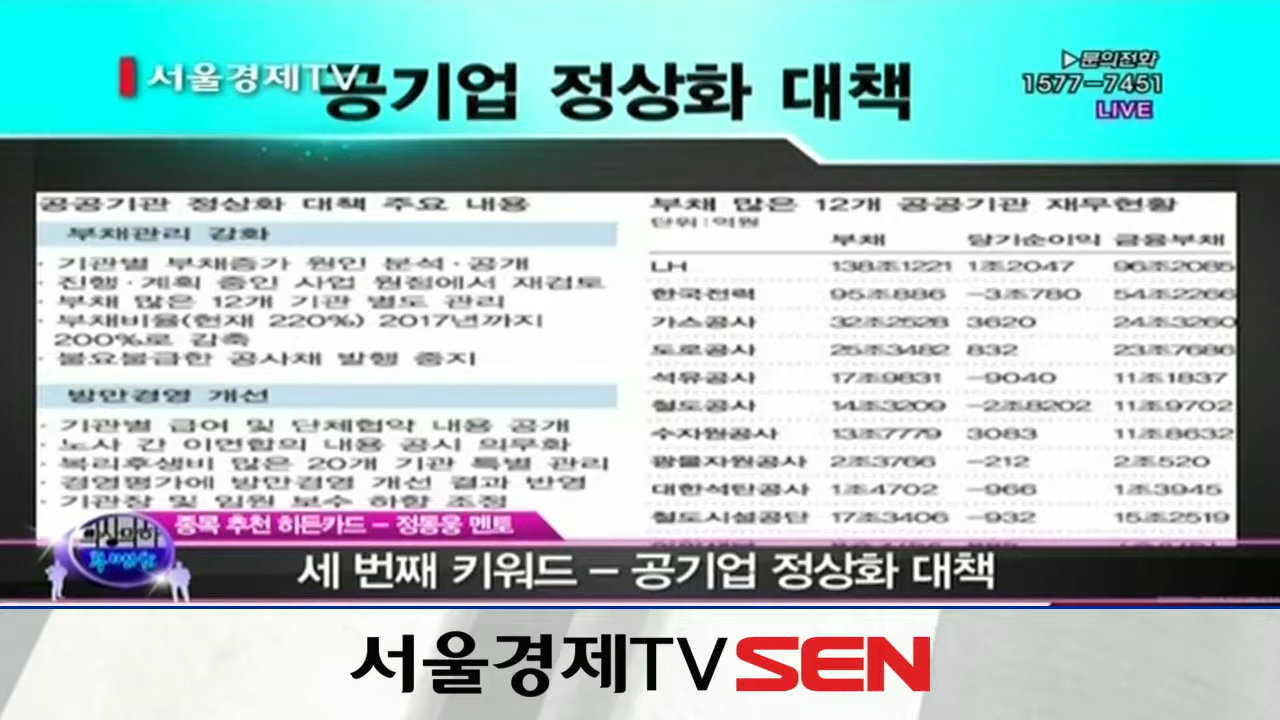 서울경제TV
공기업 정상화 대책
▶문의전화
1577-7451
LIVE
공공기관 정상화 대책 주요 내용
부채관리 강화
· 기관별 부채증가 원인 분석·공개
· 진행·계획 중인 사업 원점에서 재검토
· 부채 많은 12개 기관 별도 관리
· 부채비율(현재 220%) 2017년까지
200%로 감축
· 불요불급한 공사채 발행 중지
방만경영 개선
· 기관별 급여 및 단체협약 내용 공개
· 노사 간 이면합의 내용 공시 의무화
· 복리후생비 많은 20개 기관 특별 관리
· 경영평가에 방만경영 개선 결과 반영
· 기관장 및 임원 보수 하향 조정
부채 많은 12개 공공기관 재무현황
단위:억원
부채 당기순이익 금융부채
LH 138조1221 1조2047 96조2085
한국전력 95조886 -3조780 54조2266
가스공사 32조2528 3620 24조3260
도로공사 25조3482 832 23조7686
석유공사 17조9831 -9040 11조1837
철도공사 14조3209 -2조8202 11조9702
수자원공사 13조7779 3083 11조8632
광물자원공사 2조3766 -212 2조520
대한석탄공사 1조4702 -966 1조3945
철도시설공단 17조3406 -932 15조2519
종목 추천 히든카드 - 정동웅 멘토
세 번째 키워드 - 공기업 정상화 대책
서울경제TV SEN